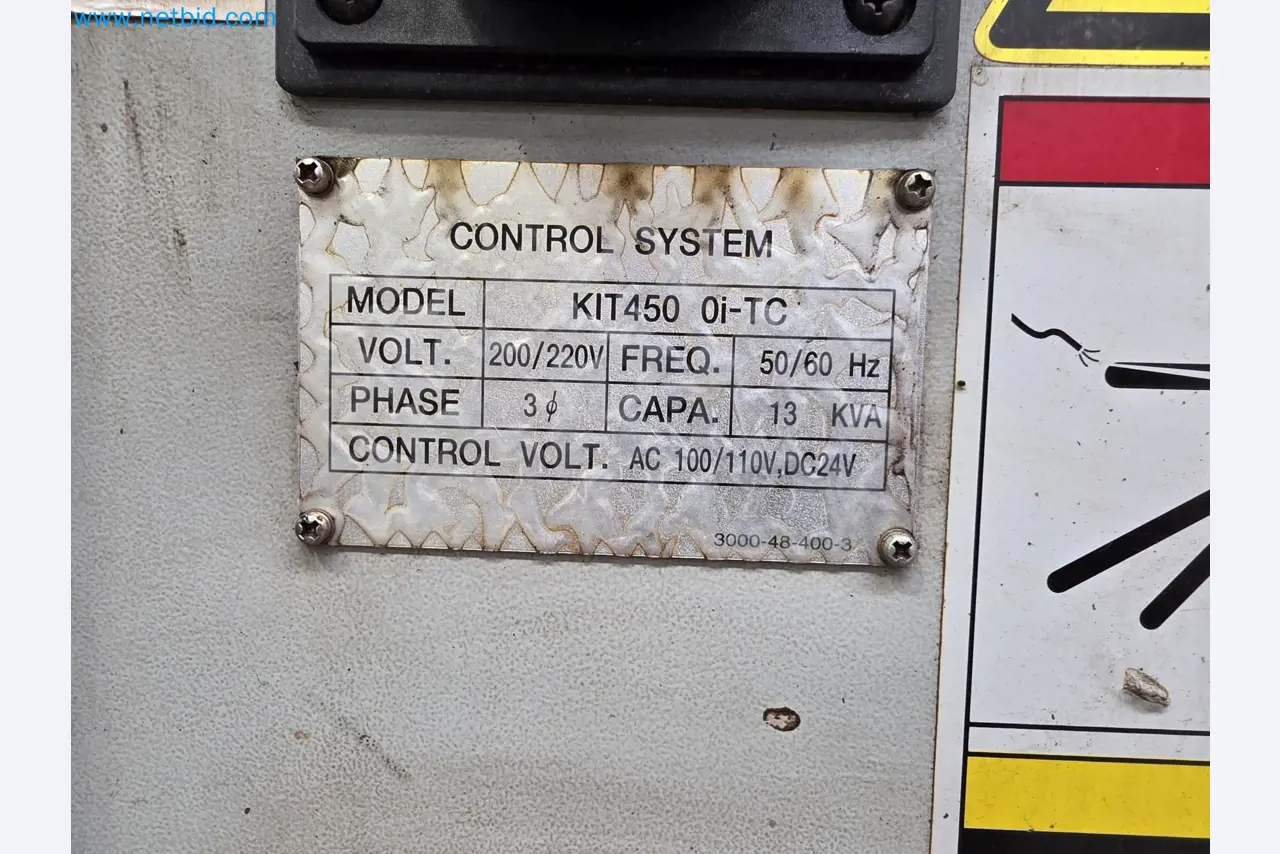 www.netbid.com
CONTROL SYSTEM
MODEL KIT450 0i-TC
VOLT. 200/220V FREQ. 50/60 Hz
PHASE 3ϕ CAPA. 13 KVA
CONTROL VOLT. AC 100/110V,DC24V
3000-48-400-3